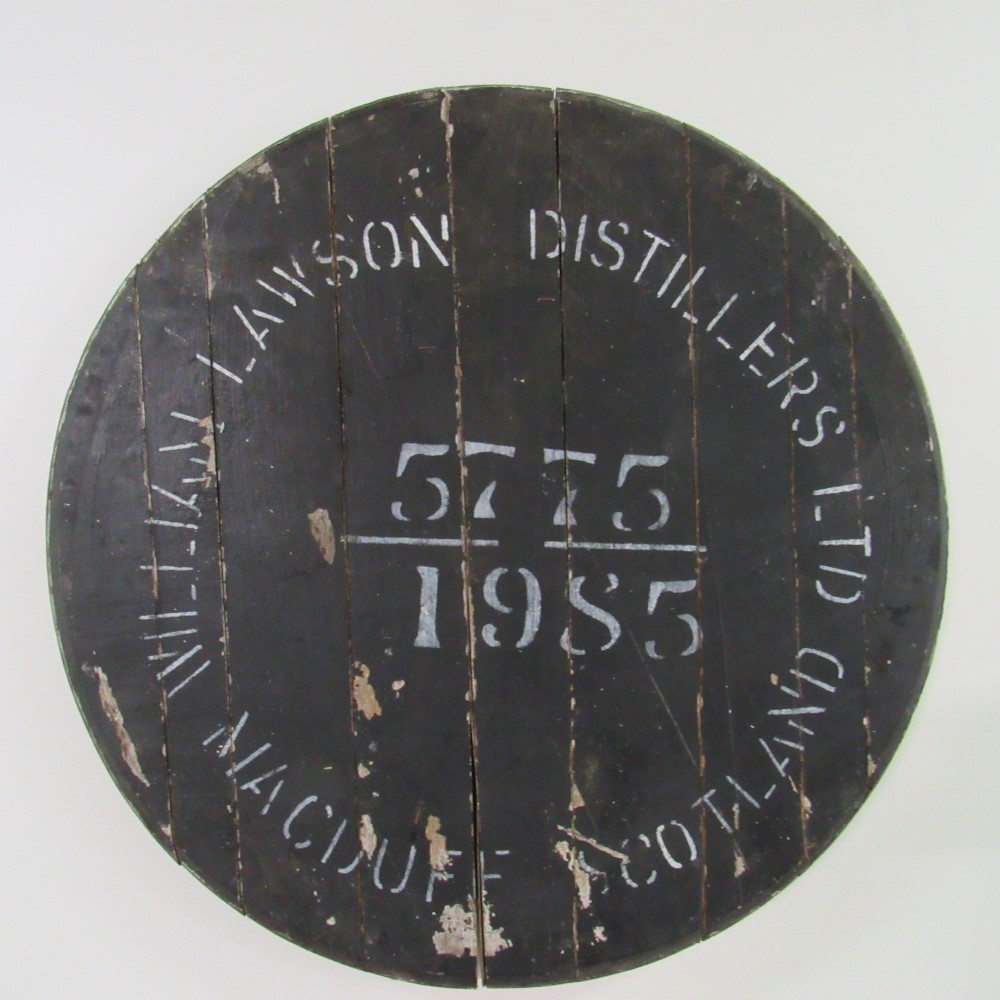 WILLIAM LAWSON DISTILLERS LTD
5775
1985
MACDUFF SCOTLAND